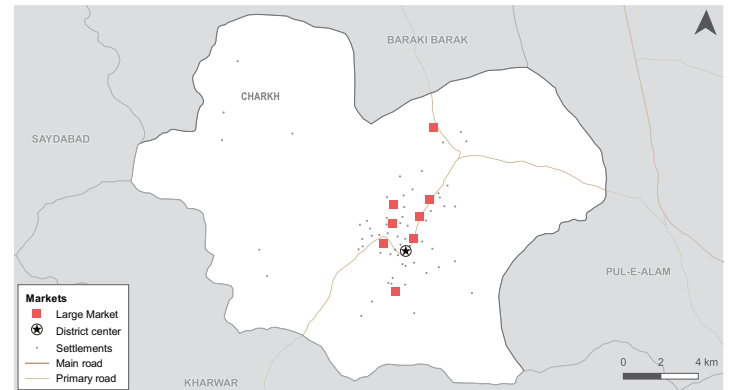 BARAKI BARAK
CHARKH
SAYDABAD
PUL-E-ALAM
KHARWAR
Markets
Large Market
District center
Settlements
Main road
Primary road
0 2 4 km